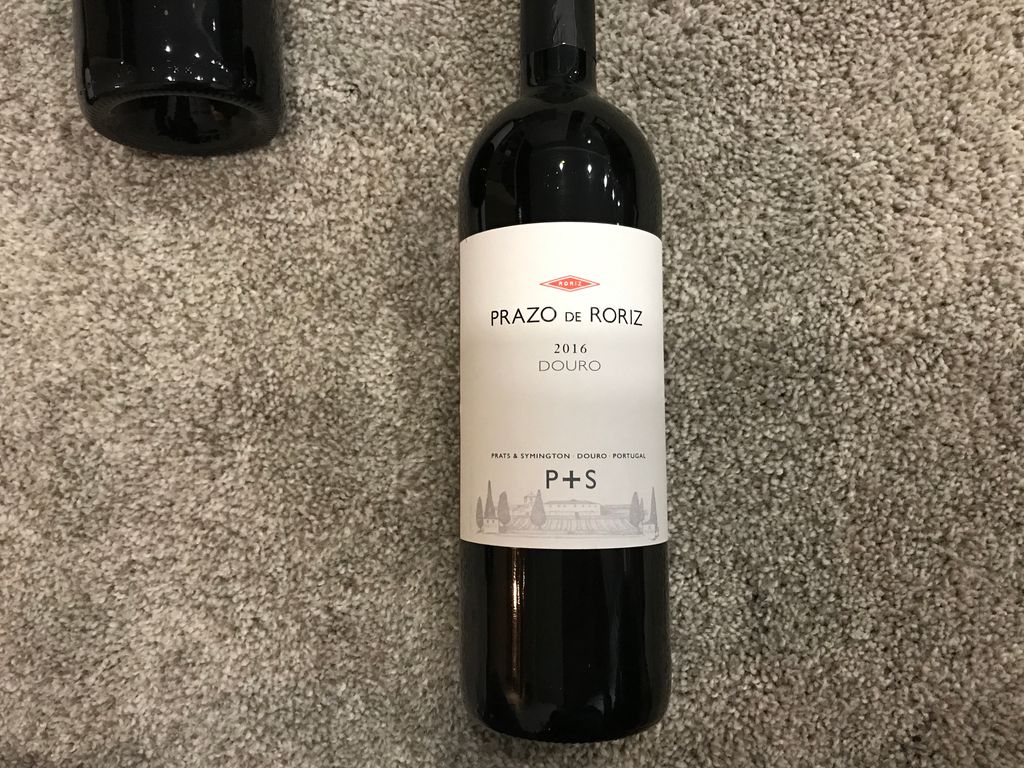 RORIZ
PRAZO DE RORIZ
2016
DOURO
PRATS & SYMINGTON · DOURO · PORTUGAL
P+S